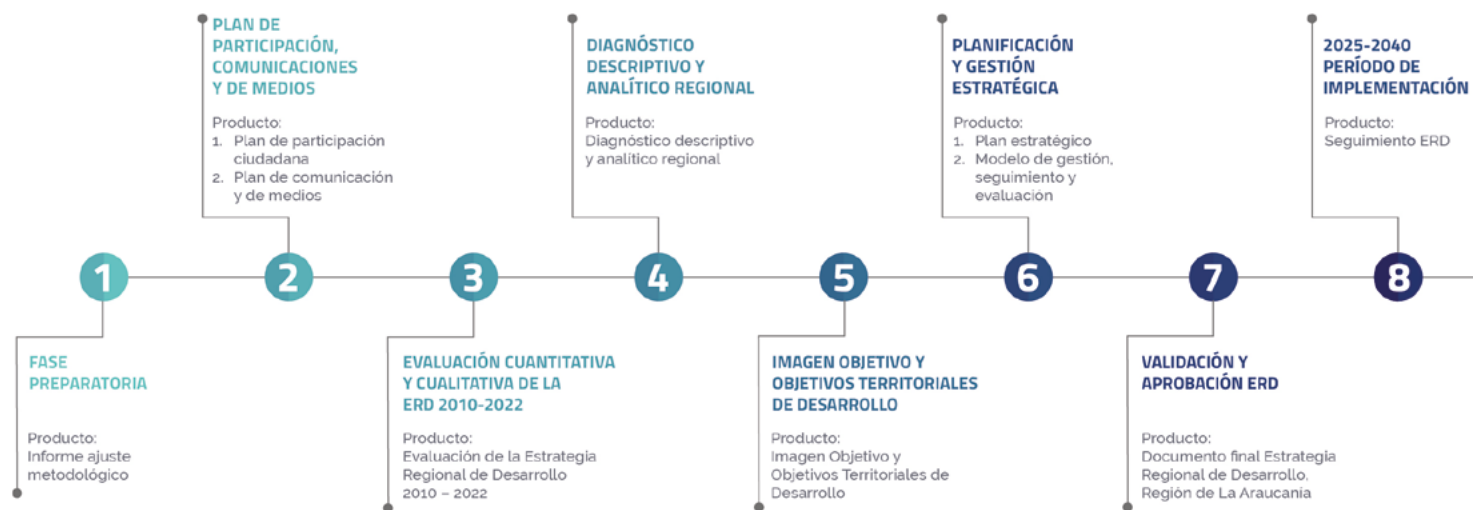 1
FASE
PREPARATORIA
Producto:
Informe ajuste
metodológico
2
PLAN DE
PARTICIPACIÓN,
COMUNICACIONES
Y DE MEDIOS
Producto:
1. Plan de participación
ciudadana
2. Plan de comunicación
y de medios
3
EVALUACIÓN CUANTITATIVA
Y CUALITATIVA DE LA
ERD 2010-2022
Producto:
Evaluación de la Estrategia
Regional de Desarrollo
2010 – 2022
4
DIAGNÓSTICO
DESCRIPTIVO Y
ANALÍTICO REGIONAL
Producto:
Diagnóstico descriptivo
y analítico regional
5
IMAGEN OBJETIVO Y
OBJETIVOS TERRITORIALES
DE DESARROLLO
Producto:
Imagen Objetivo y
Objetivos Territoriales de
Desarrollo
6
PLANIFICACIÓN
Y GESTIÓN
ESTRATÉGICA
Producto:
1. Plan estratégico
2. Modelo de gestión,
seguimiento y
evaluación
7
VALIDACIÓN Y
APROBACIÓN ERD
Producto:
Documento final Estrategia
Regional de Desarrollo,
Región de La Araucanía
8
2025-2040
PERÍODO DE
IMPLEMENTACIÓN
Producto:
Seguimiento ERD